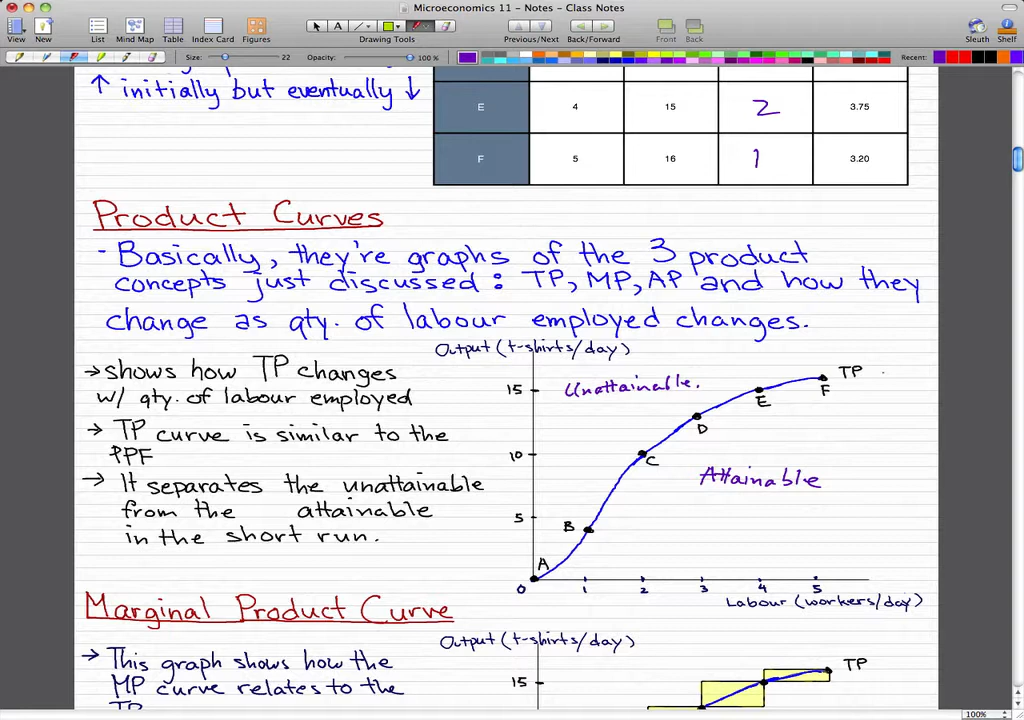 Microeconomics 11 - Notes - Class Notes
View New List Mind Map Table Index Card Figures Drawing Tools Previous/Next Back/Forward Front Back Sleuth Shelf
Size: 22 Opacity: 100 % Recent:
↑ initially but eventually ↓
E 4 15 2 3.75
F 5 16 1 3.20
Product Curves
- Basically, they're graphs of the 3 product
concepts just discussed: TP, MP, AP and how they
change as qty. of labour employed changes.
Output (t-shirts/day)
→ shows how TP changes
w/ qty. of labour employed
→ TP curve is similar to the
PPF
→ It separates the unattainable
from the attainable
in the short run.
15 Unattainable. E F TP
10 C D
Attainable
5 B
A
0 1 2 3 4 5
Labour (workers/day)
Marginal Product Curve
Output (t-shirts/day)
→ This graph shows how the
MP curve relates to the
15 TP
100%